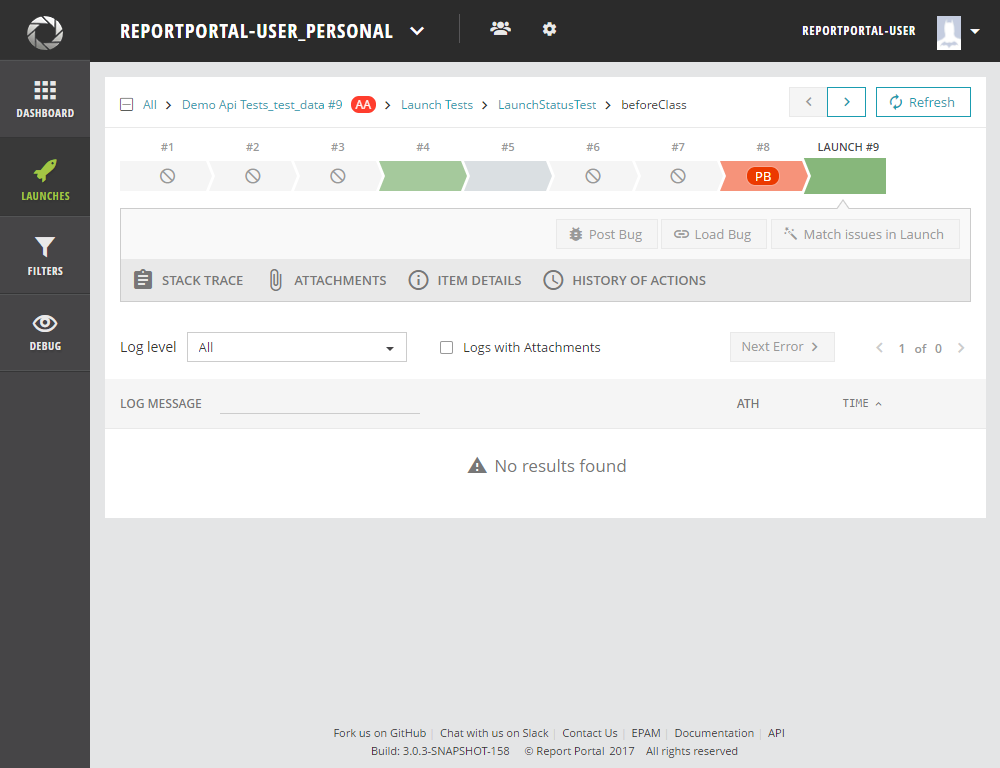 REPORTPORTAL-USER_PERSONAL
REPORTPORTAL-USER
DASHBOARD
LAUNCHES
FILTERS
DEBUG
All Demo Api Tests_test_data #9 AA Launch Tests LaunchStatusTest beforeClass
Refresh
#1 #2 #3 #4 #5 #6 #7 #8 LAUNCH #9
PB
Post Bug Load Bug Match issues in Launch
STACK TRACE ATTACHMENTS ITEM DETAILS HISTORY OF ACTIONS
Log level All Logs with Attachments Next Error 1 of 0
LOG MESSAGE ATH TIME
No results found
Fork us on GitHub Chat with us on Slack Contact Us EPAM Documentation API
Build: 3.0.3-SNAPSHOT-158 © Report Portal 2017 All rights reserved